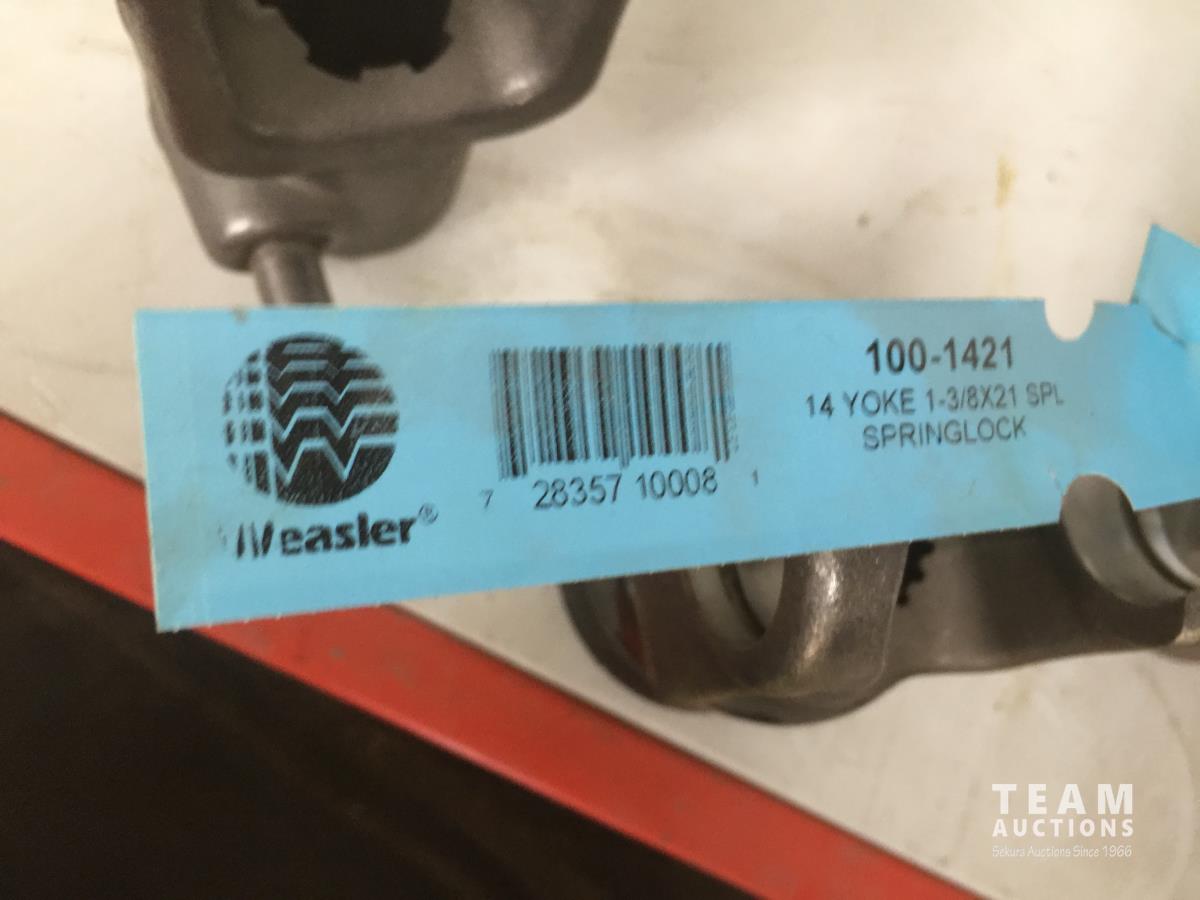 Weasler®
7 28357 10008 1
100-1421
14 YOKE 1-3/8X21 SPL
SPRINGLOCK
TEAM
AUCTIONS
Sekura Auctions Since 1966